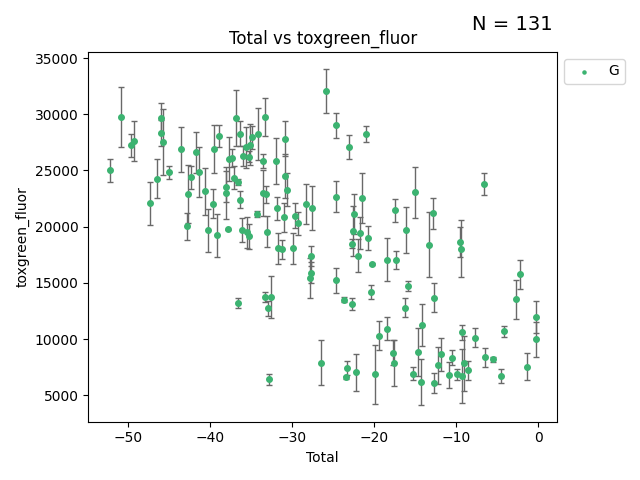 N = 131
Total vs toxgreen_fluor
G
toxgreen_fluor
35000
30000
25000
20000
15000
10000
5000
−50 −40 −30 −20 −10 0
Total